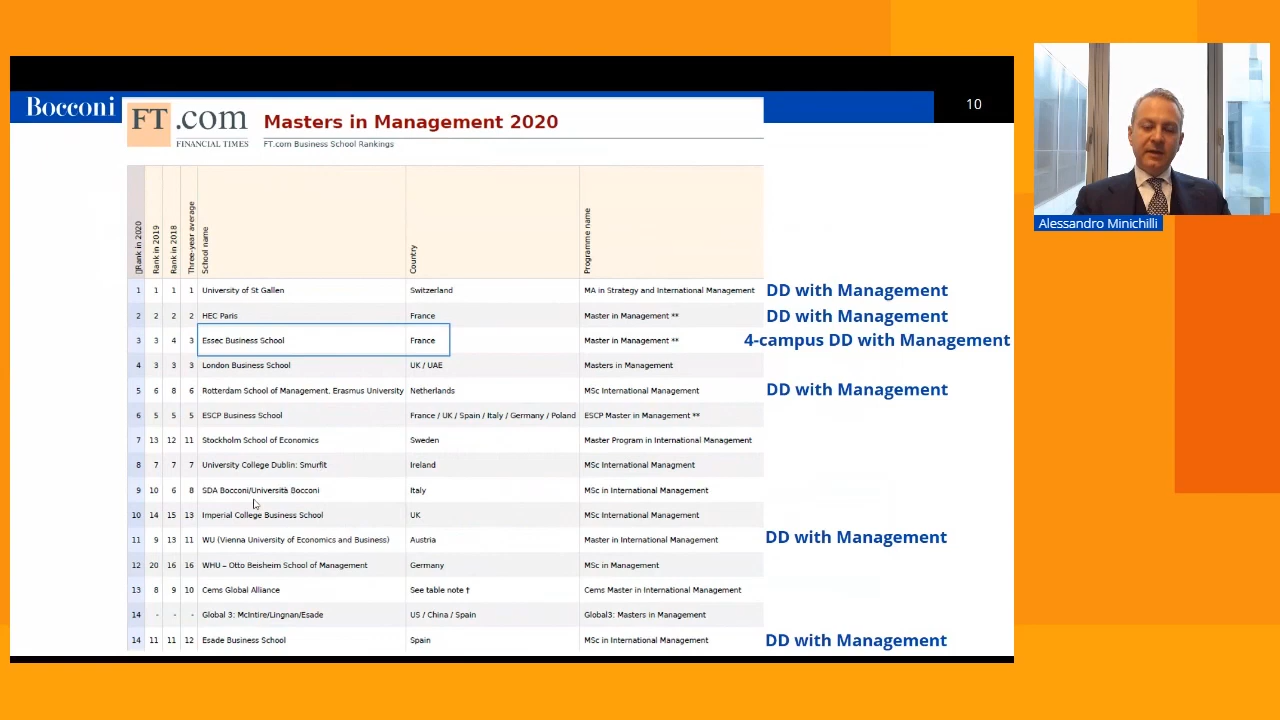 Bocconi
10
FT .com
FINANCIAL TIMES
Masters in Management 2020
FT.com Business School Rankings
Rank in 2020 Rank in 2019 Rank in 2018 Three-year average School name Country Programme name
1 1 1 1 University of St Gallen Switzerland MA in Strategy and International Management DD with Management
2 2 2 2 HEC Paris France Master in Management ** DD with Management
3 3 4 3 Essec Business School France Master in Management ** 4-campus DD with Management
4 3 3 3 London Business School UK / UAE Masters in Management
5 6 8 6 Rotterdam School of Management, Erasmus University Netherlands MSc International Management DD with Management
6 5 5 5 ESCP Business School France / UK / Spain / Italy / Germany / Poland ESCP Master in Management **
7 13 12 11 Stockholm School of Economics Sweden Master Program in International Management
8 7 7 7 University College Dublin: Smurfit Ireland MSc International Managment
9 10 6 8 SDA Bocconi/Università Bocconi Italy MSc in International Management
10 14 15 13 Imperial College Business School UK MSc International Management
11 9 13 11 WU (Vienna University of Economics and Business) Austria Master in International Management DD with Management
12 20 16 16 WHU – Otto Beisheim School of Management Germany MSc in Management
13 8 9 10 Cems Global Alliance See table note † Cems Master in International Management
14 - - - Global 3: McIntire/Lingnan/Esade US / China / Spain Global3: Masters in Management
14 11 11 12 Esade Business School Spain MSc in International Management DD with Management
Alessandro Minichilli